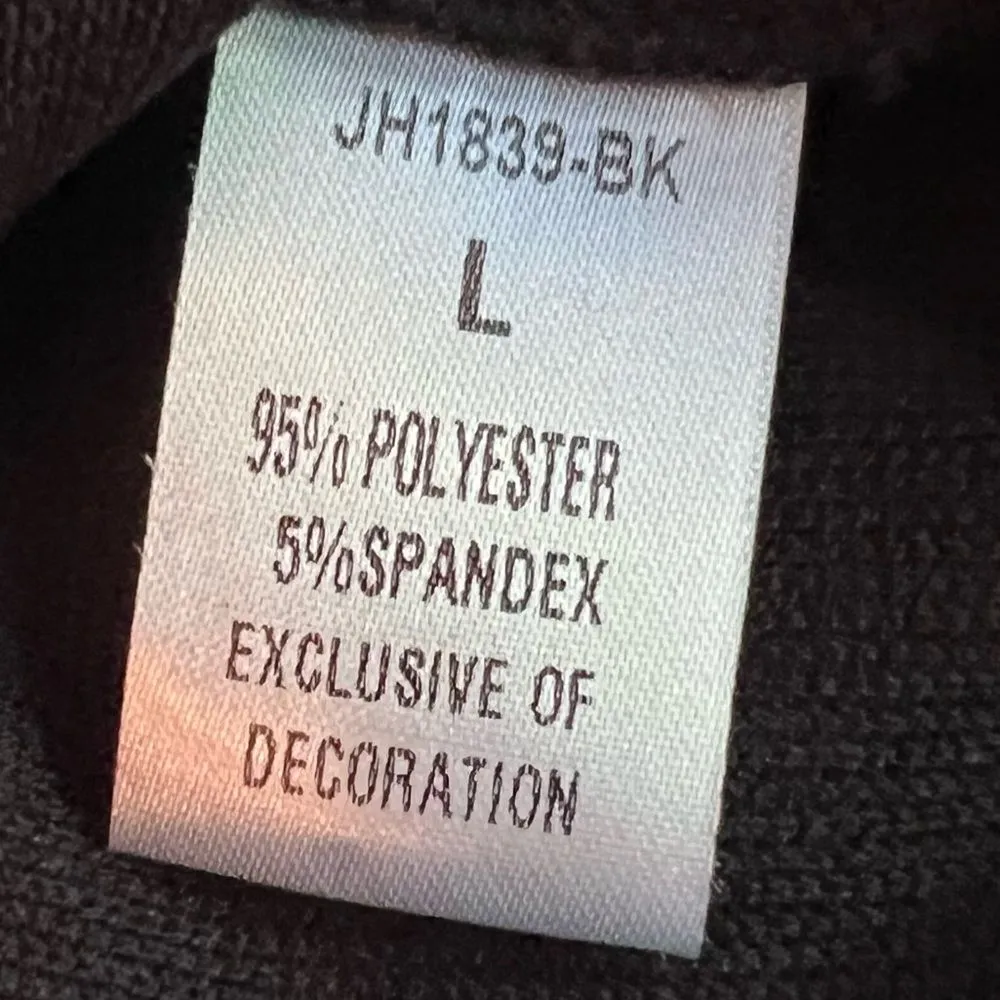 JH1839-BK
L
95% POLYESTER
5%SPANDEX
EXCLUSIVE OF
DECORATION